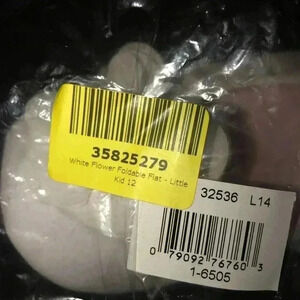 35825279
White Flower Foldable Flat - Little
Kid 12
32536 L14
0 79092 76760 3
1-6505